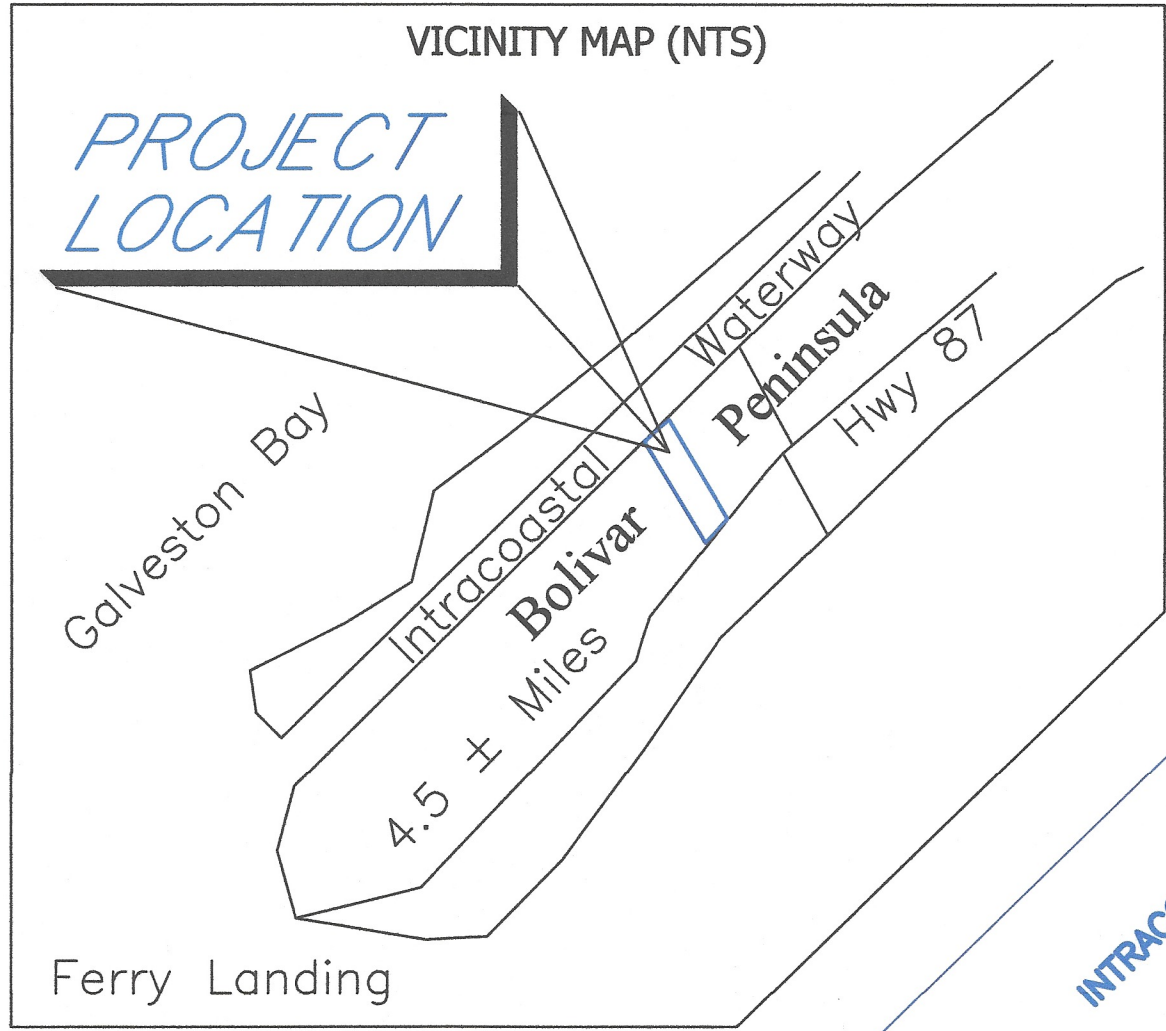 VICINITY MAP (NTS)
PROJECT
LOCATION
Galveston Bay
Intracoastal Waterway
Bolivar Peninsula
Hwy 87
4.5 ± Miles
Ferry Landing